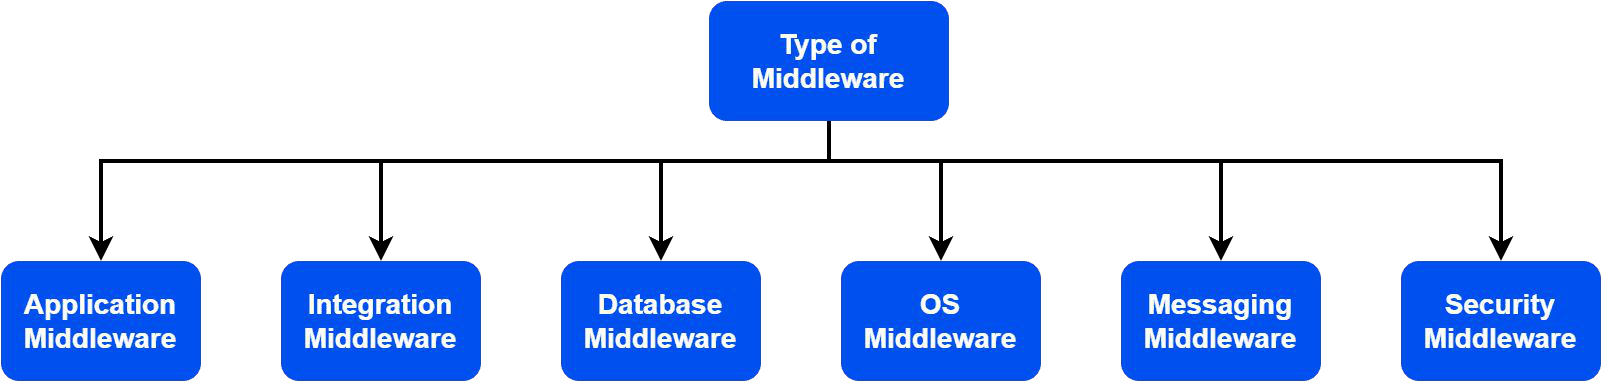 Type of
Middleware
Application
Middleware
Integration
Middleware
Database
Middleware
OS
Middleware
Messaging
Middleware
Security
Middleware